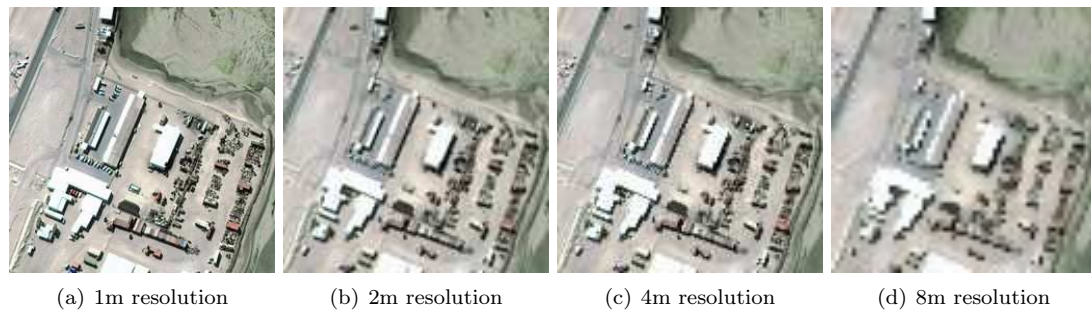 (a) 1m resolution
(b) 2m resolution
(c) 4m resolution
(d) 8m resolution